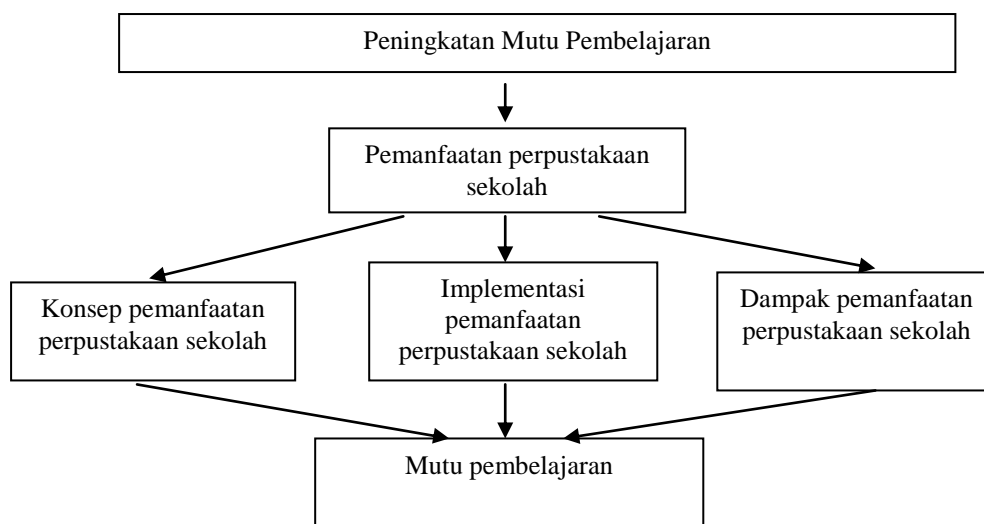 Peningkatan Mutu Pembelajaran
Pemanfaatan perpustakaan
sekolah
Konsep pemanfaatan
perpustakaan sekolah
Implementasi
pemanfaatan
perpustakaan sekolah
Dampak pemanfaatan
perpustakaan sekolah
Mutu pembelajaran